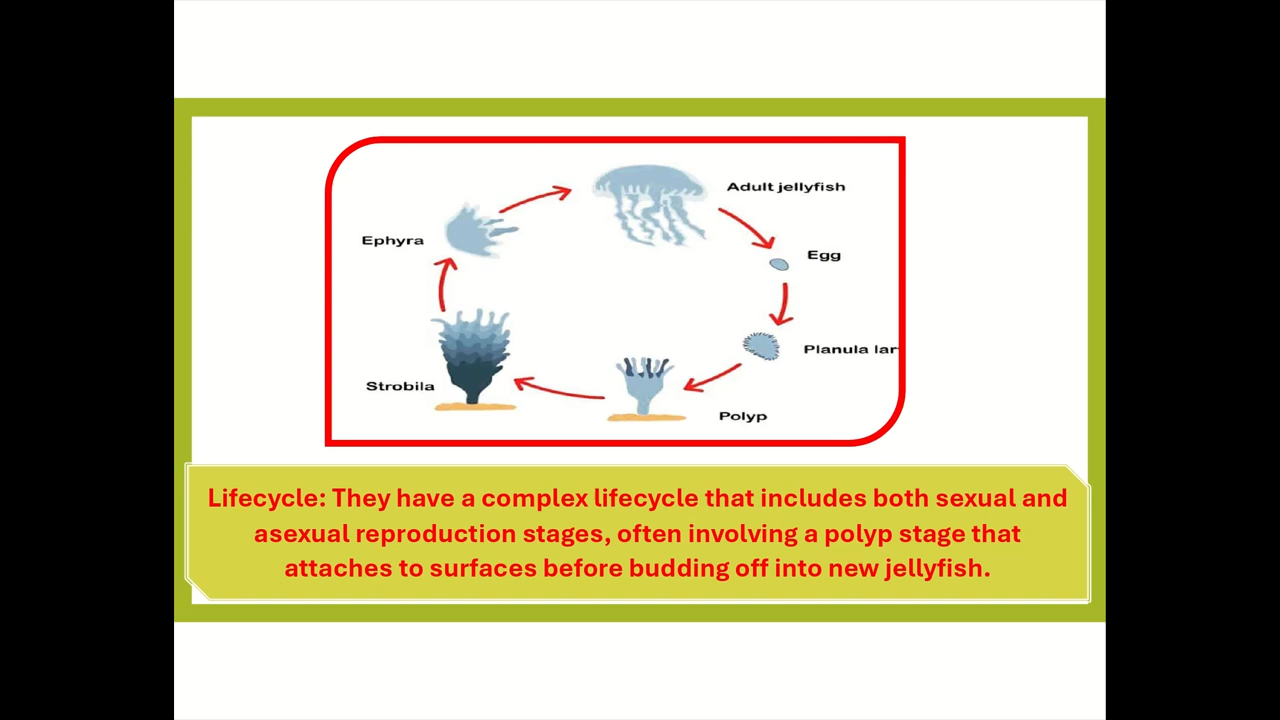 Adult jellyfish
Egg
Ephyra
Planula lar
Strobila
Polyp
Lifecycle: They have a complex lifecycle that includes both sexual and
asexual reproduction stages, often involving a polyp stage that
attaches to surfaces before budding off into new jellyfish.